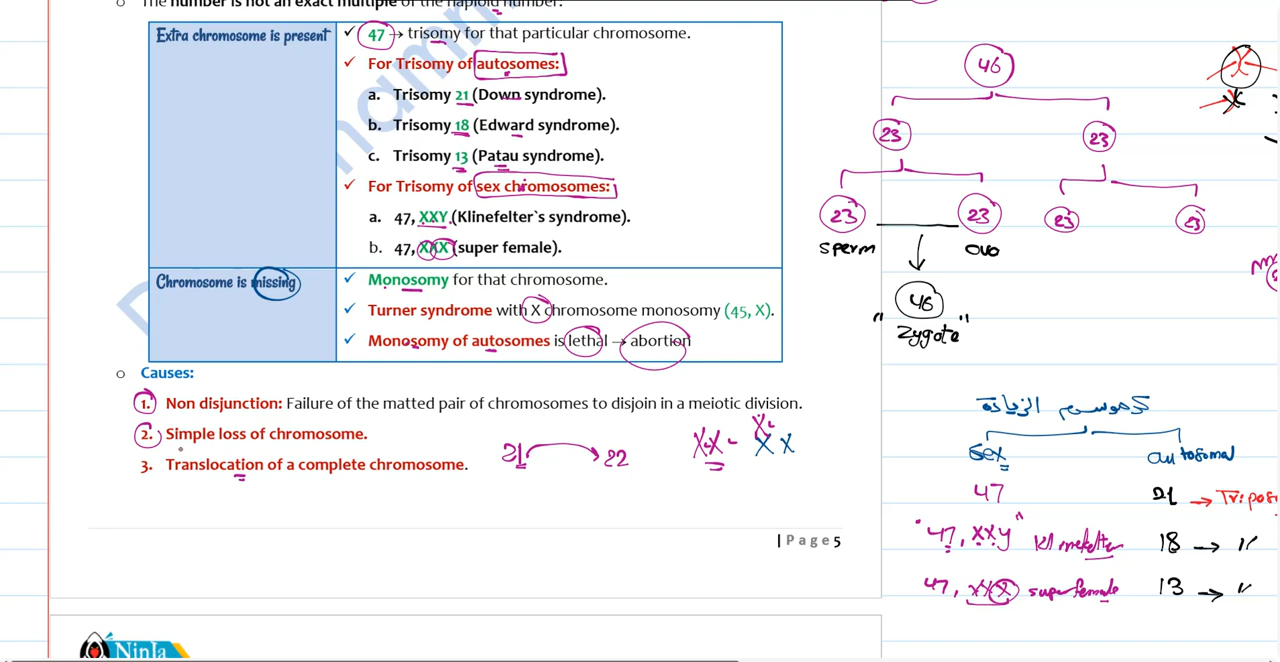 o The number is not an exact multiple of the haploid number:
Extra chromosome is present
✓ 47 → trisomy for that particular chromosome.
✓ For Trisomy of autosomes:
a. Trisomy 21 (Down syndrome).
b. Trisomy 18 (Edward syndrome).
c. Trisomy 13 (Patau syndrome).
✓ For Trisomy of sex chromosomes:
a. 47, XXY (Klinefelter`s syndrome).
b. 47, XXX (super female).
Chromosome is missing
✓ Monosomy for that chromosome.
✓ Turner syndrome with X chromosome monosomy (45, X).
✓ Monosomy of autosomes is lethal → abortion
o Causes:
1. Non disjunction: Failure of the matted pair of chromosomes to disjoin in a meiotic division.
2. Simple loss of chromosome.
3. Translocation of a complete chromosome.
21 22
XX - X X
| Page 5
Ninja
46
23 23
23 23 23 23
sperm ovo
46
"Zygote"
كروموسوم الزيادة
Sex autosomal
47 21 →
"47, XXY" 18 → 11
47, XXX superfemale 13 → 11